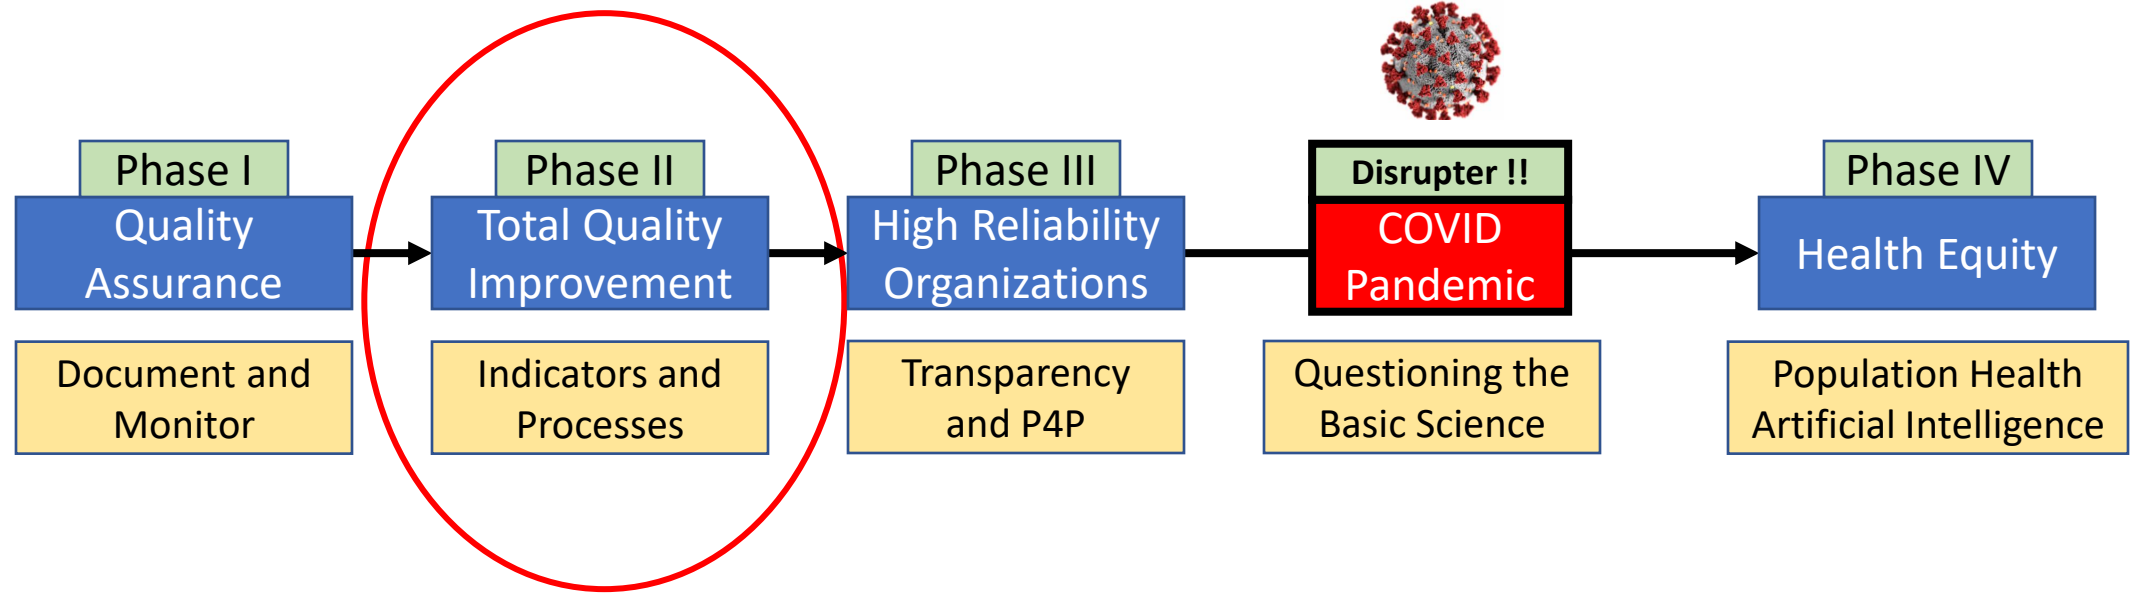 Phase I
Quality
Assurance
Document and
Monitor
Phase II
Total Quality
Improvement
Indicators and
Processes
Phase III
High Reliability
Organizations
Transparency
and P4P
Disrupter !!
COVID
Pandemic
Questioning the
Basic Science
Phase IV
Health Equity
Population Health
Artificial Intelligence